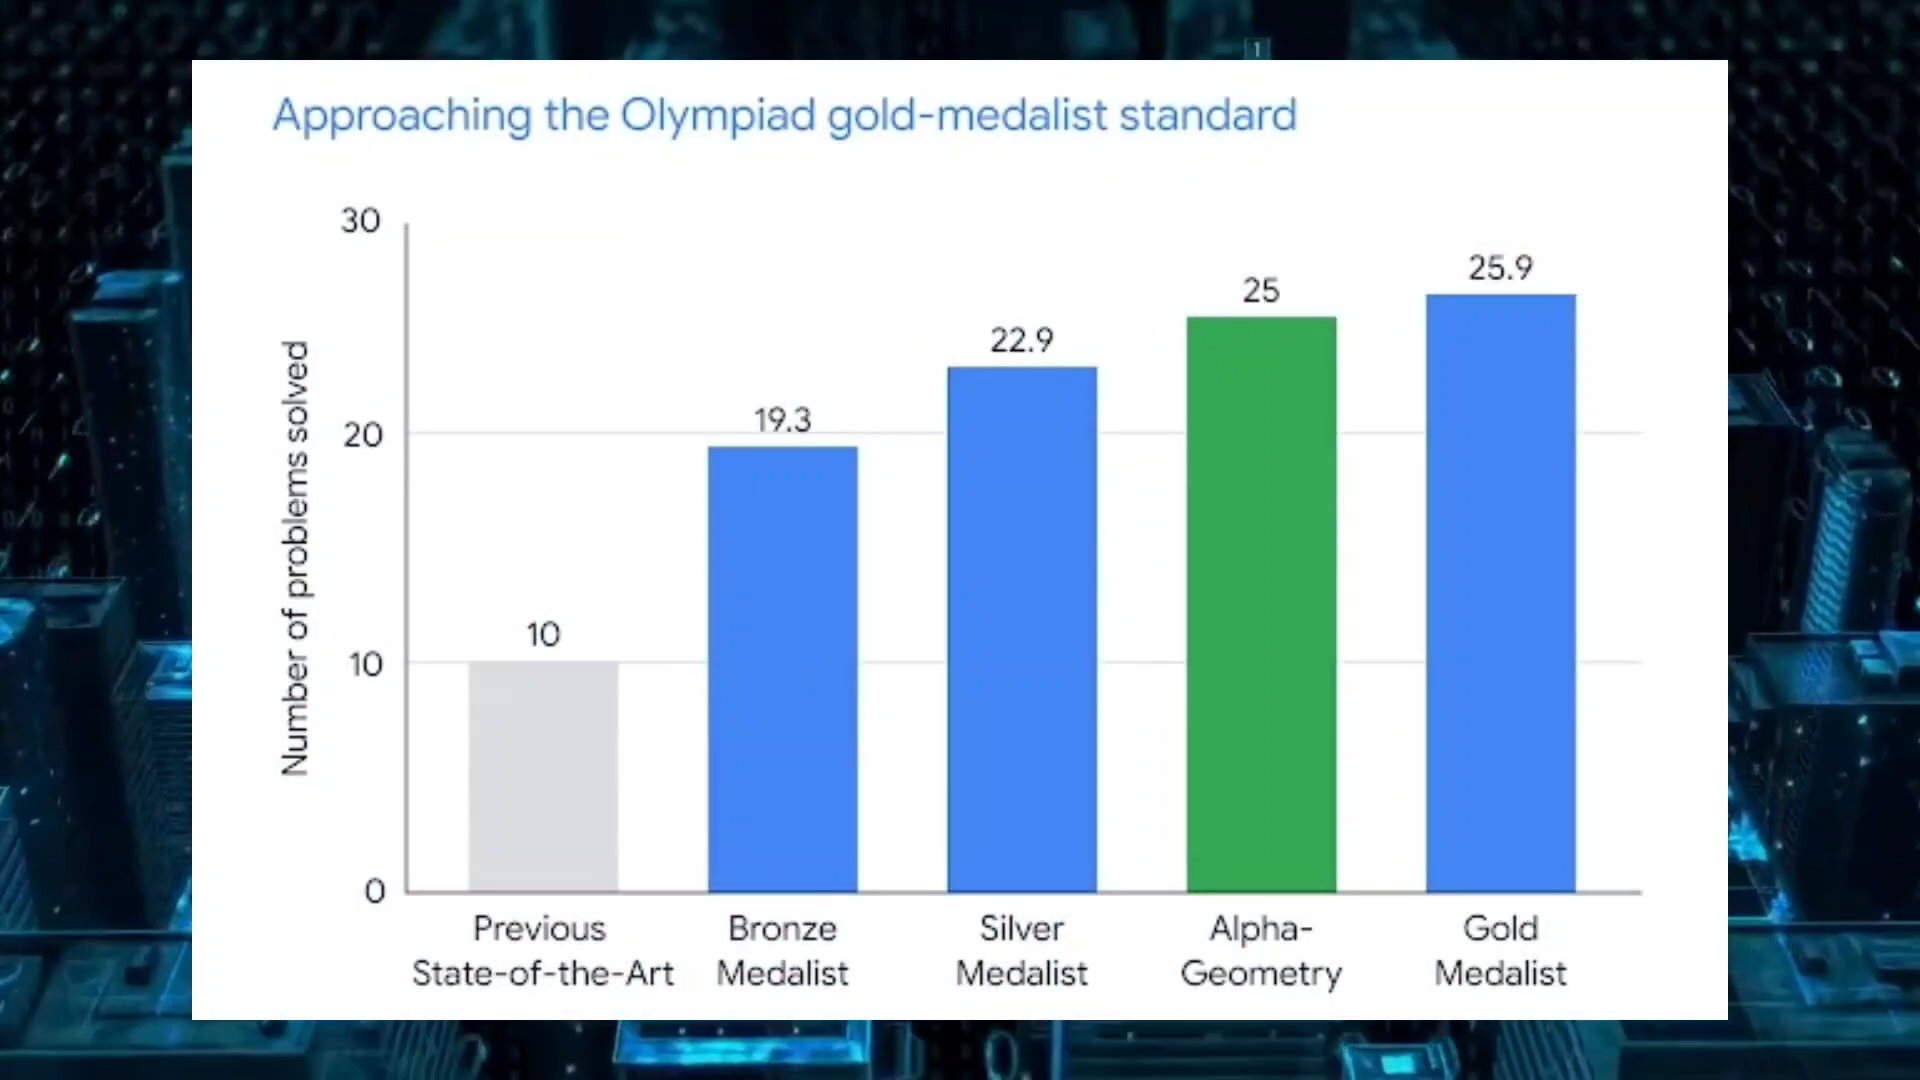 1
Approaching the Olympiad gold-medalist standard
30
20
10
0
Number of problems solved
10
19.3
22.9
25
25.9
Previous
State-of-the-Art
Bronze
Medalist
Silver
Medalist
Alpha-
Geometry
Gold
Medalist